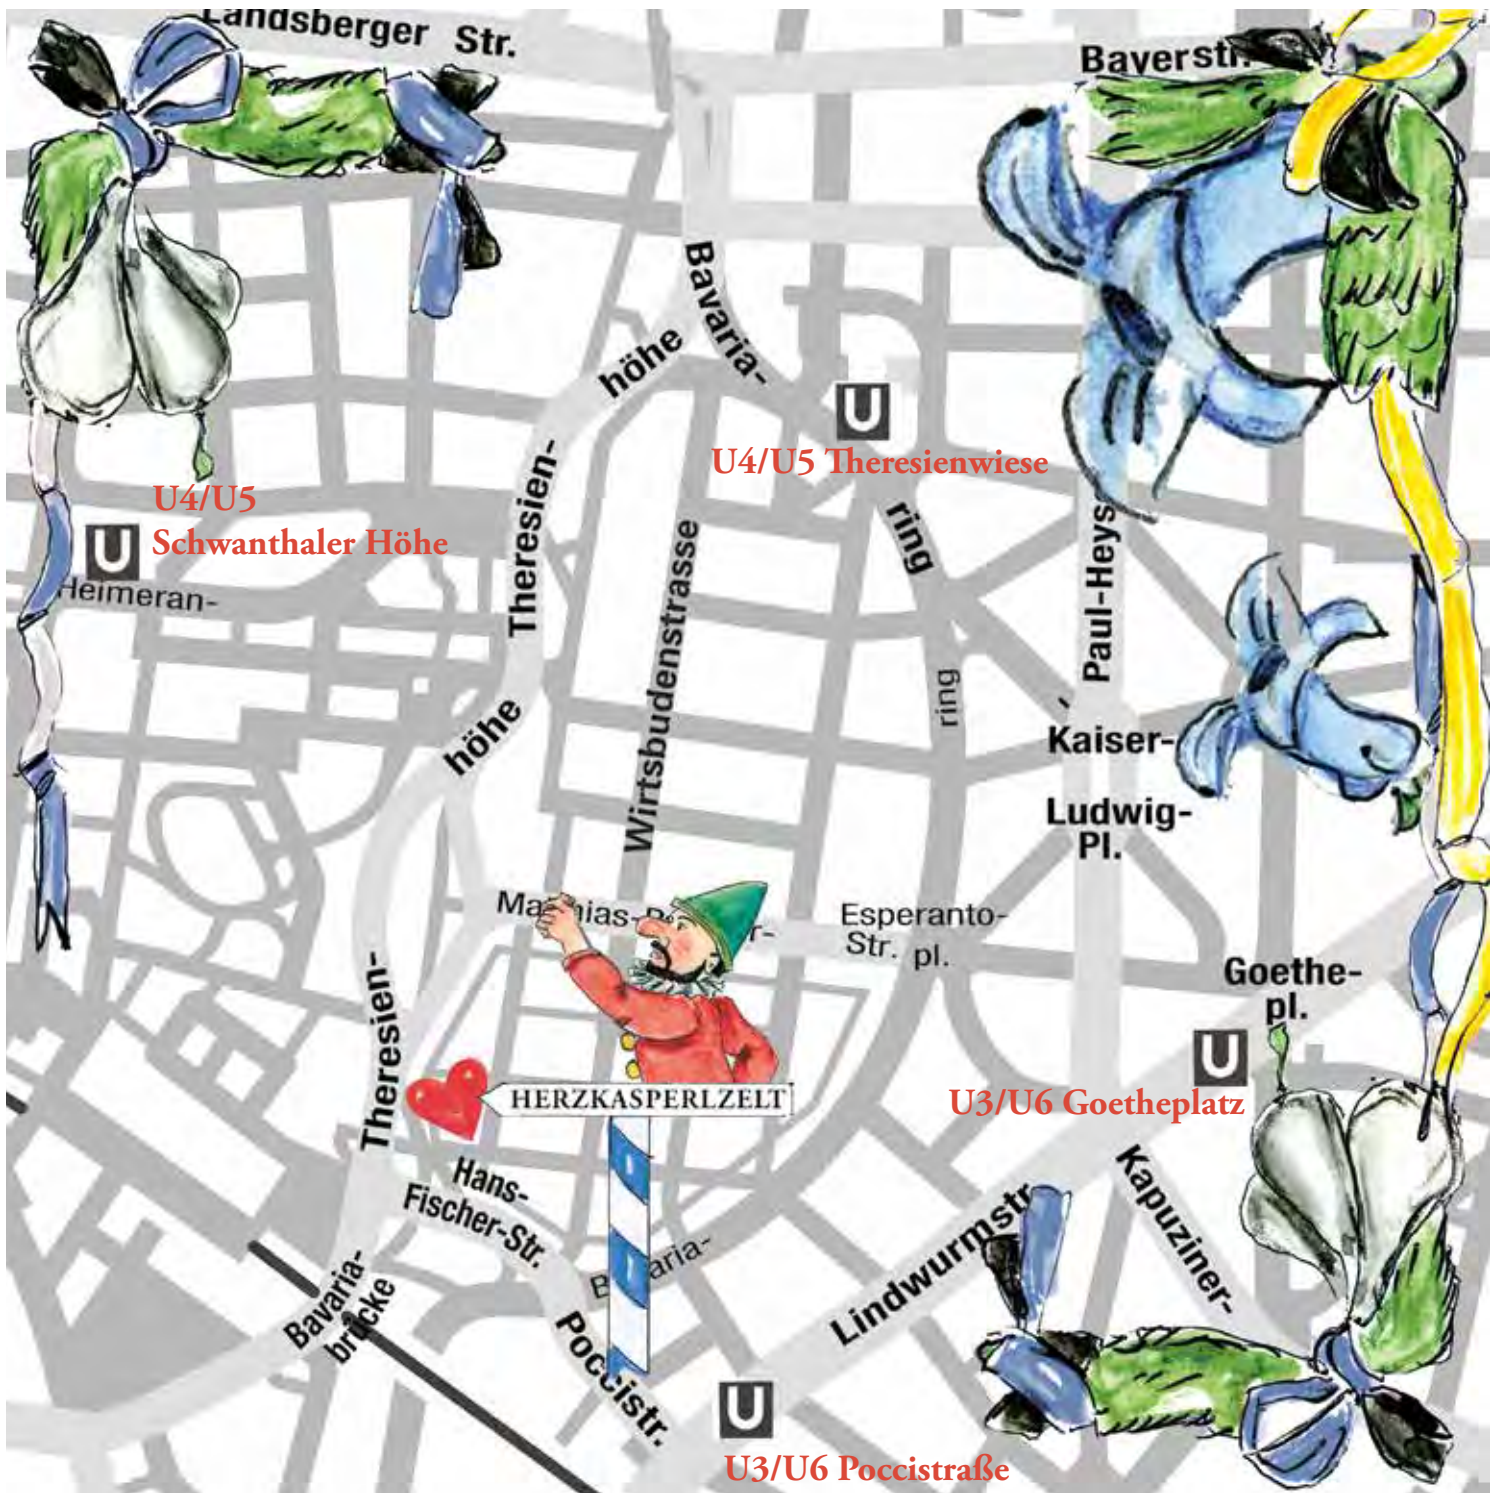 Landsberger Str.
Bayerstr.
Bavaria-
höhe
U
U4/U5 Theresienwiese
Theresien-
U4/U5
U
Schwanthaler Höhe
Heimeran-
ring
Paul-Heys
Wirtsbudenstrasse
ring
höhe
Kaiser-
Ludwig-
Pl.
Esperanto-
Str. pl.
Goethe-
pl.
Theresien-
U
HERZKASPERLZELT
U3/U6 Goetheplatz
Hans-
Fischer-Str.
Kapuziner-
Lindwurmstr.
Bavaria-
brücke
Poccistr.
U
U3/U6 Poccistraße